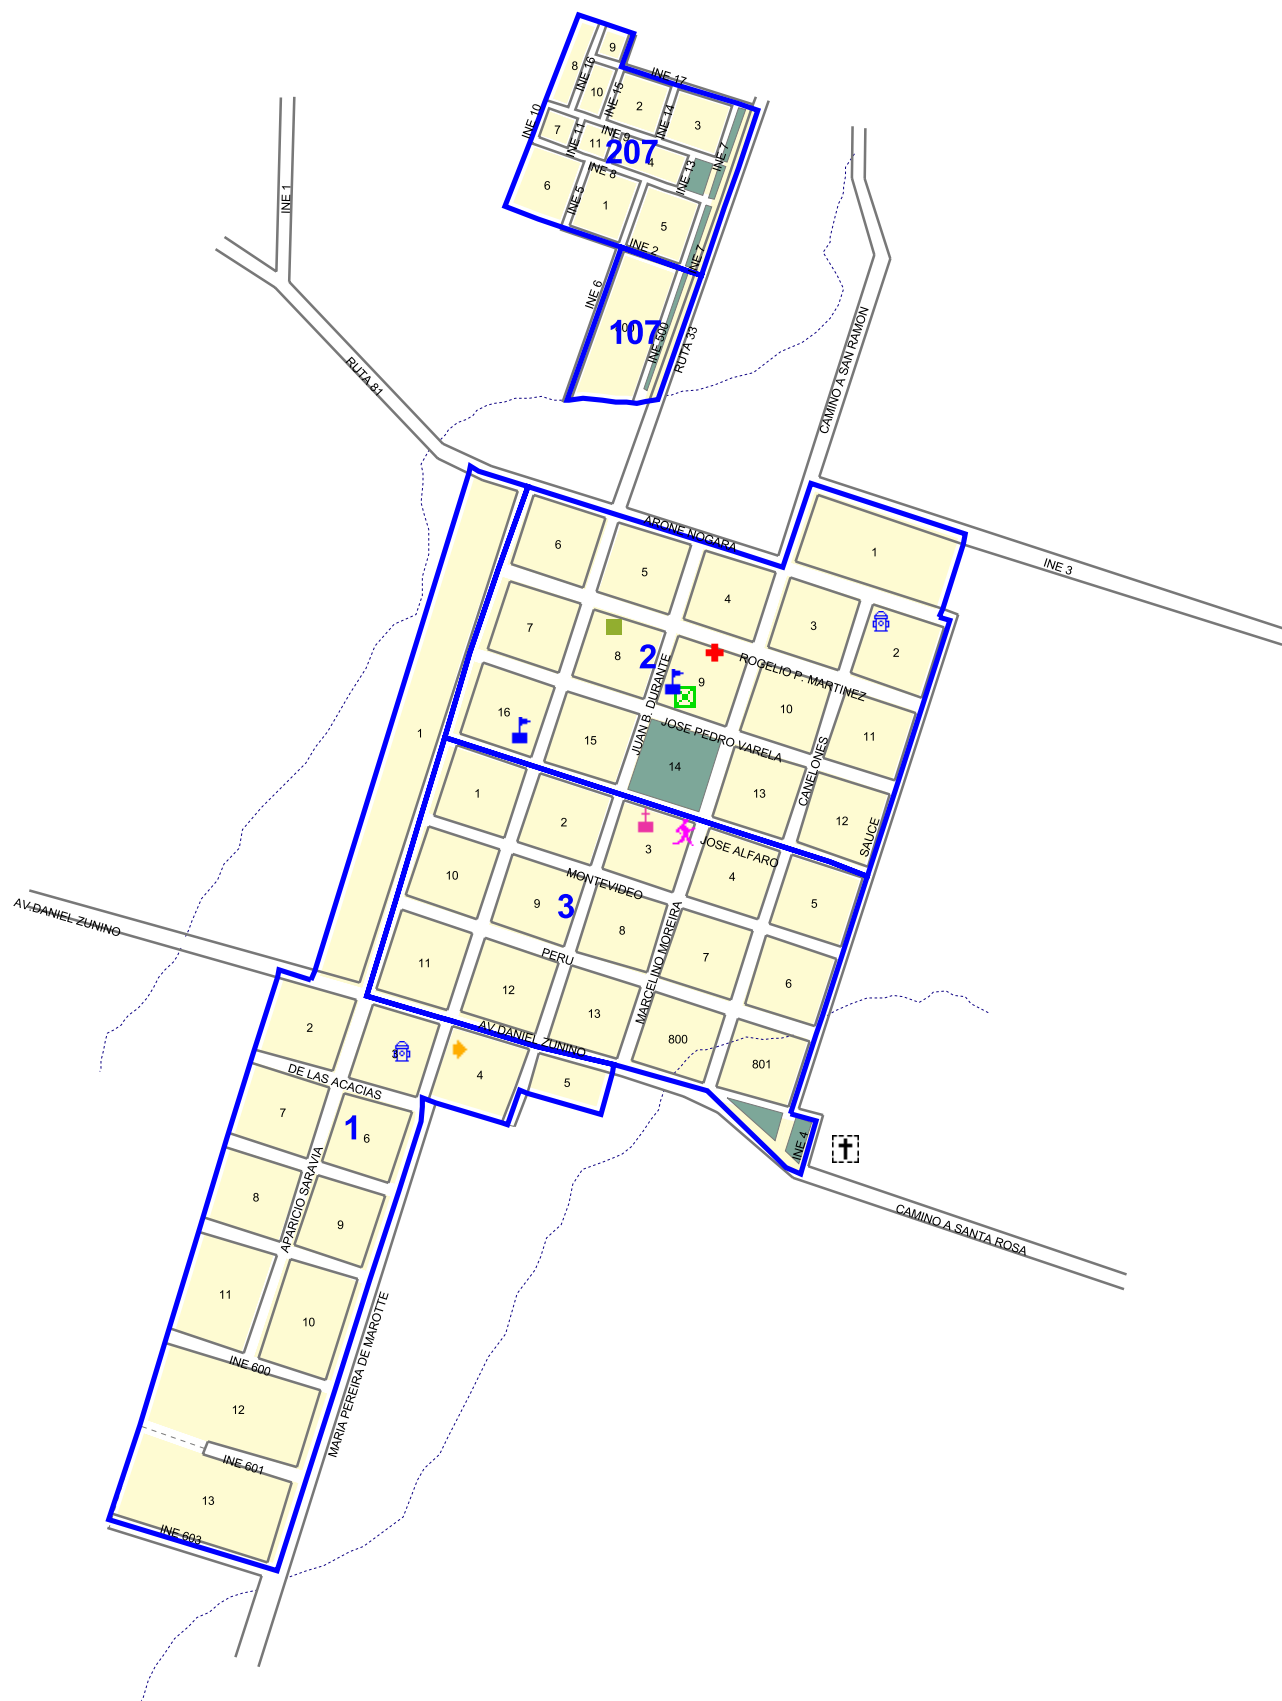 9
INE 17
8
INE 16
10
INE 15
2
INE 14
3
INE 10
7
INE 11
INE 9
11
207
4
INE 7
INE 8
INE 13
6
INE 5
1
5
INE 2
INE 7
INE 1
INE 6
107
INE 500
RUTA 33
RUTA 81
CAMINO A SAN RAMON
ARONE NOGARA
INE 3
6
5
4
1
3
2
7
8
2
JUAN B. DURANTE
9
ROGELIO P. MARTINEZ
10
11
16
15
JOSE PEDRO VARELA
14
13
CANELONES
12
SAUCE
1
1
2
3
JOSE ALFARO
4
5
10
MONTEVIDEO
9
3
8
MARCELINO MOREIRA
7
6
11
PERU
12
13
800
801
AV.DANIEL ZUNINO
AV.DANIEL ZUNINO
2
3
4
5
DE LAS ACACIAS
7
1
6
INE 4
8
APARICIO SARAVIA
9
CAMINO A SANTA ROSA
11
10
MARIA PEREIRA DE MAROTTE
INE 600
12
INE 601
13
INE 603